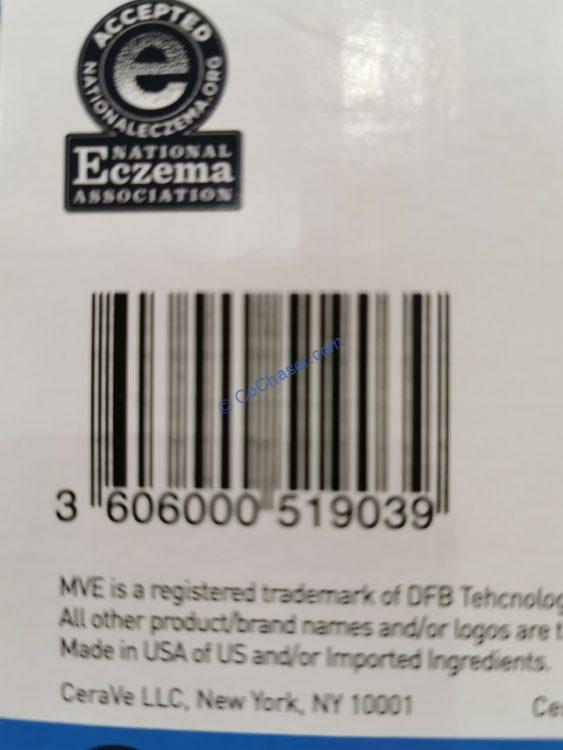 ACCEPTED
e
NATIONALECZEMA.ORG
NATIONAL
Eczema
ASSOCIATION
© CoChaser.com
3 606000 519039
MVE is a registered trademark of DFB Tehcnolog
All other product/brand names and/or logos are t
Made in USA of US and/or Imported Ingredients.
CeraVe LLC, New York, NY 10001
Ce